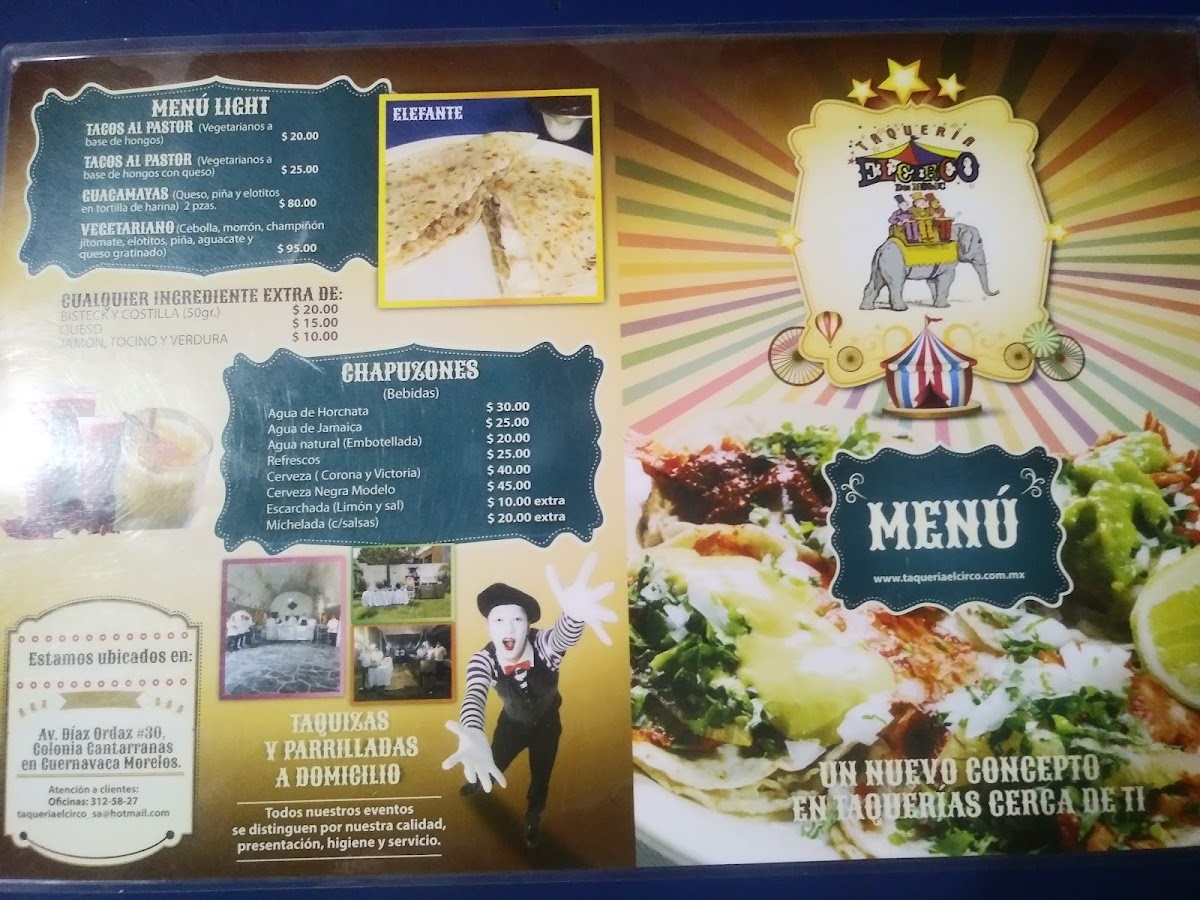 MENÚ LIGHT
TACOS AL PASTOR (Vegetarianos a
base de hongos) $ 20.00
TACOS AL PASTOR (Vegetarianos a
base de hongos con queso) $ 25.00
GUACAMAYAS (Queso, piña y elotitos
en tortilla de harina) 2 pzas. $ 80.00
VEGETARIANO (Cebolla, morrón, champiñón
jitomate, elotitos, piña, aguacate y
queso gratinado) $ 95.00
ELEFANTE
CUALQUIER INGREDIENTE EXTRA DE:
BISTECK Y COSTILLA (50gr.) $ 20.00
QUESO $ 15.00
JAMÓN, TOCINO Y VERDURA $ 10.00
CHAPUZONES
(Bebidas)
Agua de Horchata $ 30.00
Agua de Jamaica $ 25.00
Agua natural (Embotellada) $ 20.00
Refrescos $ 25.00
Cerveza ( Corona y Victoria) $ 40.00
Cerveza Negra Modelo $ 45.00
Escarchada (Limón y sal) $ 10.00 extra
Michelada (c/salsas) $ 20.00 extra
Estamos ubicados en:
Av. Díaz Ordaz #30,
Colonia Cantarranas
en Cuernavaca Morelos.
Atención a clientes:
Oficinas: 312-58-27
taqueriaelcirco_sa@hotmail.com
TAQUIZAS
Y PARRILLADAS
A DOMICILIO
Todos nuestros eventos
se distinguen por nuestra calidad,
presentación, higiene y servicio.
TAQUERÍA
EL CIRCO
MENÚ
www.taqueriaelcirco.com.mx
UN NUEVO CONCEPTO
EN TAQUERÍAS CERCA DE TI